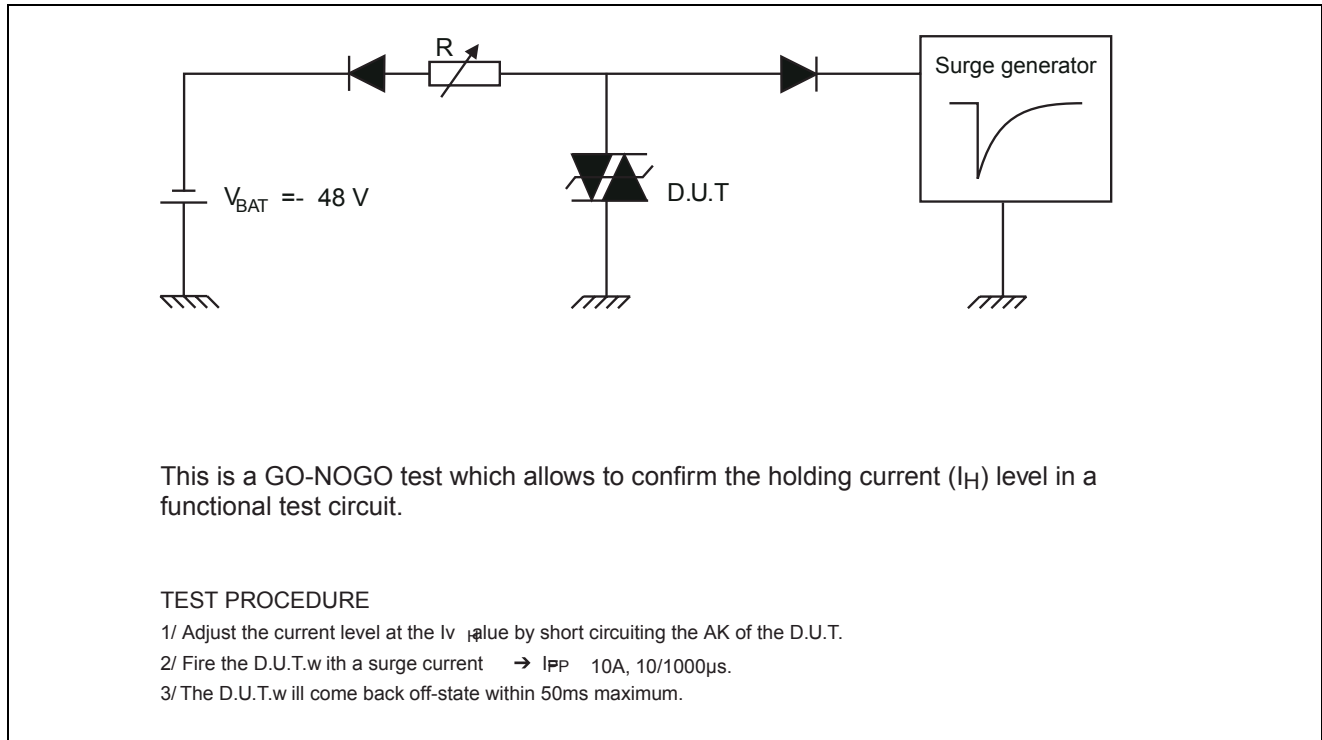 R
Surge generator
V_BAT =- 48 V
D.U.T
This is a GO-NOGO test which allows to confirm the holding current (I_H) level in a
functional test circuit.
TEST PROCEDURE
1/ Adjust the current level at the Iv Halue by short circuiting the AK of the D.U.T.
2/ Fire the D.U.T.w ith a surge current ➔ I_PP 10A, 10/1000µs.
3/ The D.U.T.w ill come back off-state within 50ms maximum.